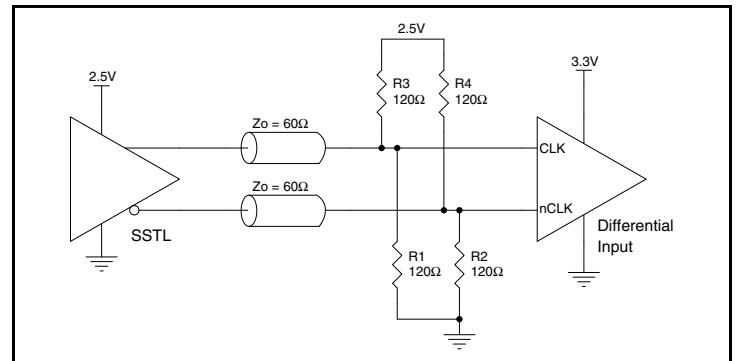 2.5V
2.5V
3.3V
R3
120Ω
R4
120Ω
Zo = 60Ω
CLK
Zo = 60Ω
nCLK
SSTL
Differential
Input
R1
120Ω
R2
120Ω